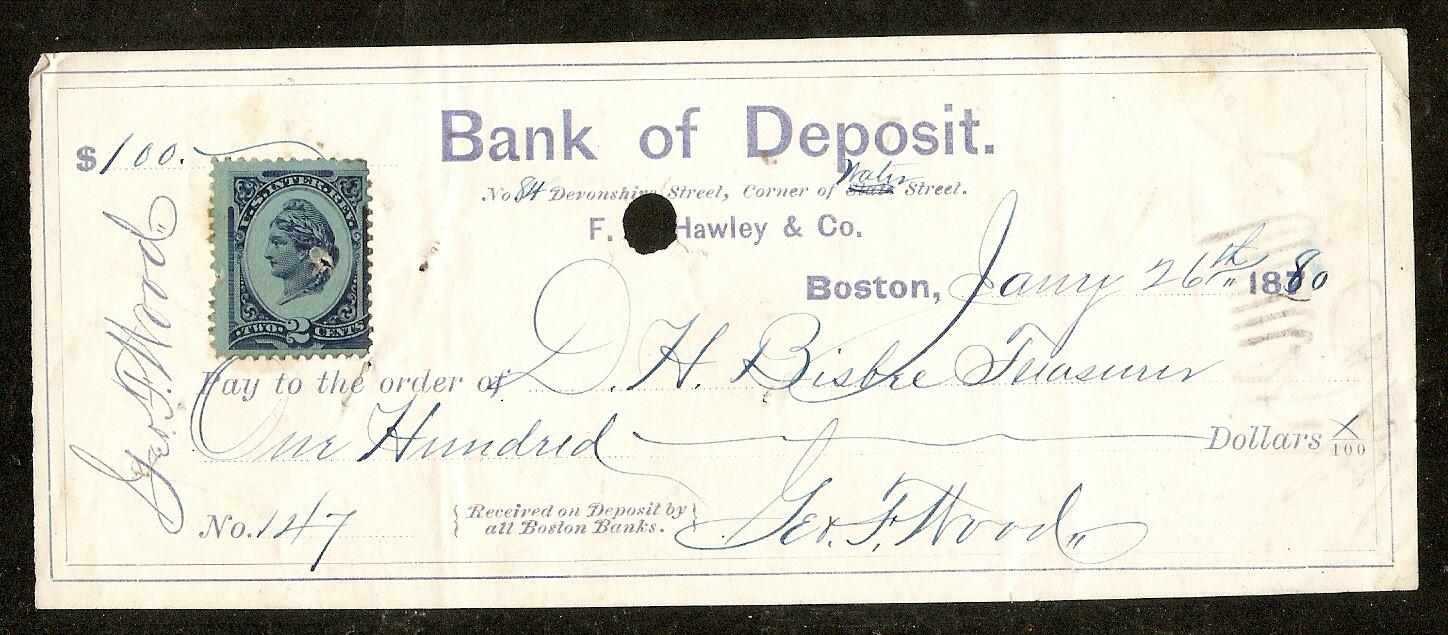 Bank of Deposit.
$100.
No 84 Devonshire Street, Corner of Water State Street.
F. Hawley & Co.
Boston, Jany 26th 1880
U.S. INTER. REV.
TWO 2 CENTS
Pay to the order of D. H. Bisbee Treasurer
One Hundred Dollars X/100
No. 147
{Received on Deposit by all Boston Banks.}
Geo. F. Wood
Geo. F. Wood